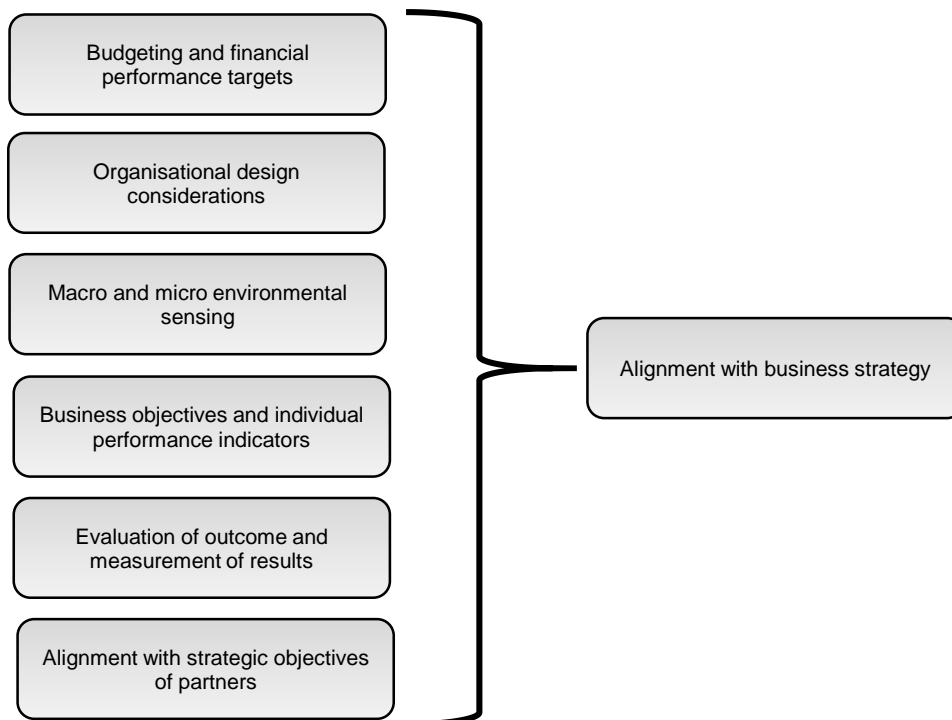 Budgeting and financial
performance targets
Organisational design
considerations
Macro and micro environmental
sensing
Business objectives and individual
performance indicators
Evaluation of outcome and
measurement of results
Alignment with strategic objectives
of partners
Alignment with business strategy